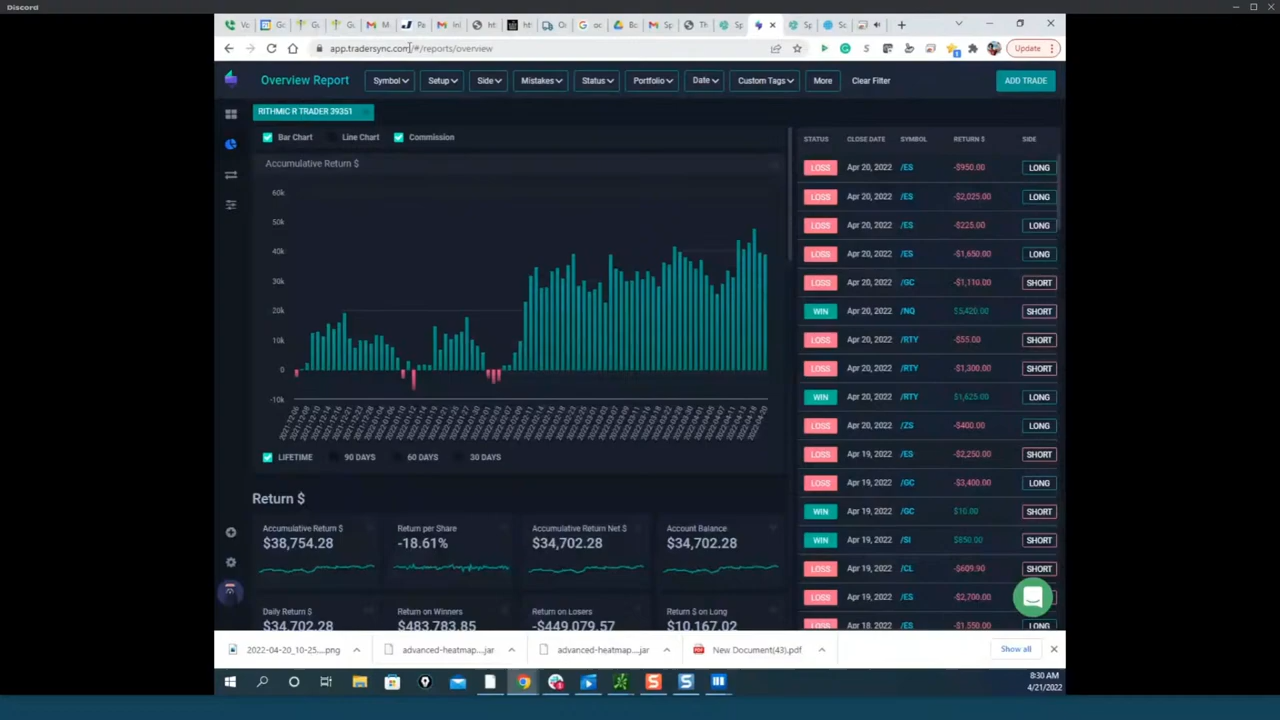 Discord
app.tradersync.com/#/reports/overview
Update
Overview Report
Symbol
Setup
Side
Mistakes
Status
Portfolio
Date
Custom Tags
More
Clear Filter
ADD TRADE
RITHMIC R TRADER 39351
Bar Chart
Line Chart
Commission
Accumulative Return $
60k
50k
40k
30k
20k
10k
0
-10k
LIFETIME
90 DAYS
60 DAYS
30 DAYS
STATUS CLOSE DATE SYMBOL RETURN $ SIDE
LOSS Apr 20, 2022 /ES -$950.00 LONG
LOSS Apr 20, 2022 /ES -$2,025.00 LONG
LOSS Apr 20, 2022 /ES -$225.00 LONG
LOSS Apr 20, 2022 /ES -$1,650.00 LONG
LOSS Apr 20, 2022 /GC -$1,110.00 SHORT
WIN Apr 20, 2022 /NQ $5,420.00 SHORT
LOSS Apr 20, 2022 /RTY -$55.00 SHORT
LOSS Apr 20, 2022 /RTY -$1,300.00 SHORT
WIN Apr 20, 2022 /RTY $1,625.00 LONG
LOSS Apr 20, 2022 /ZS -$400.00 LONG
LOSS Apr 19, 2022 /ES -$2,250.00 SHORT
LOSS Apr 19, 2022 /GC -$3,400.00 LONG
WIN Apr 19, 2022 /GC $10.00 SHORT
WIN Apr 19, 2022 /SI $850.00 SHORT
LOSS Apr 19, 2022 /CL -$609.90 SHORT
LOSS Apr 19, 2022 /ES -$2,700.00 SHORT
LOSS Apr 18, 2022 /ES -$1,550.00 LONG
Return $
Accumulative Return $
$38,754.28
Return per Share
-18.61%
Accumulative Return Net $
$34,702.28
Account Balance
$34,702.28
Daily Return $
$34,702.28
Return on Winners
$483,783.85
Return on Losers
-$449,079.57
Return $ on Long
$10,167.02
2022-04-20_10-25....png
advanced-heatmap....jar
advanced-heatmap....jar
New Document(43).pdf
Show all
8:30 AM
4/21/2022